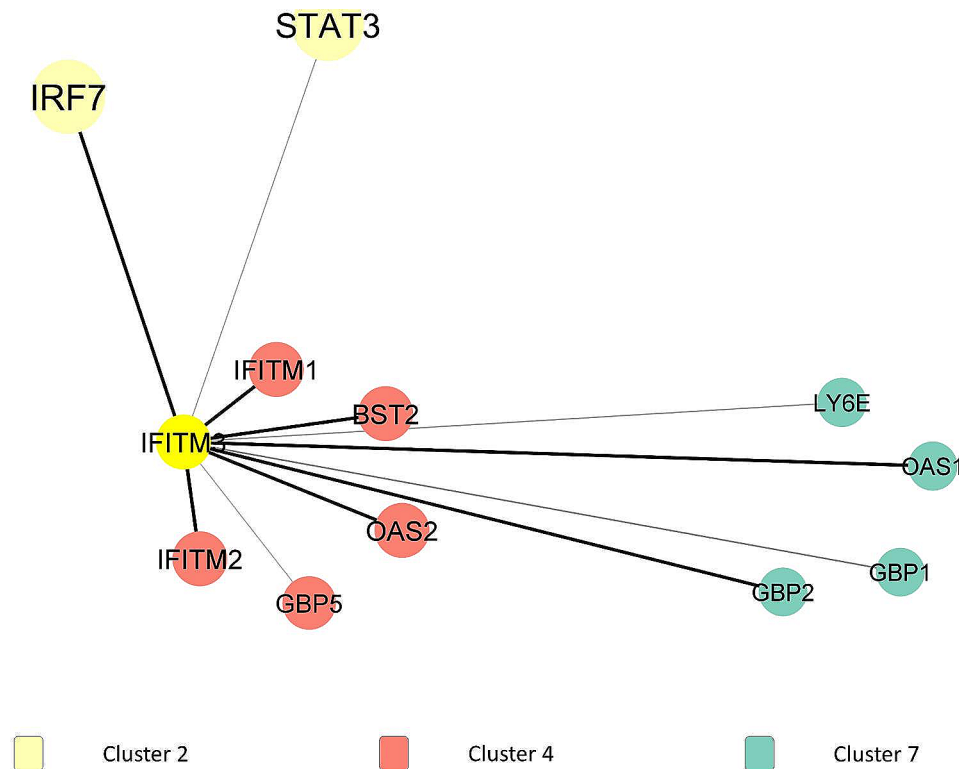 STAT3
IRF7
IFITM1
BST2
LY6E
IFITM3
OAS1
OAS2
IFITM2
GBP1
GBP2
GBP5
Cluster 2
Cluster 4
Cluster 7